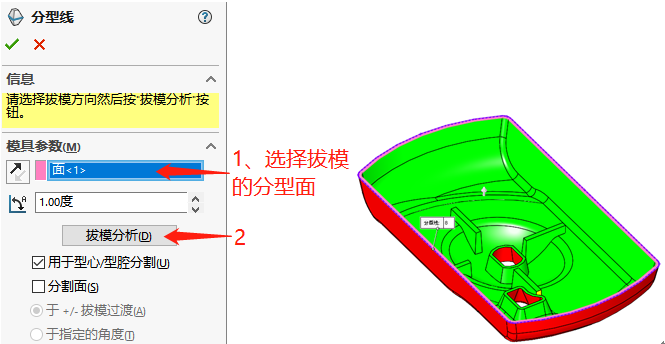 分型线
信息
请选择拔模方向然后按"拔模分析"按
钮。
模具参数(M)
面<1>
1.00度
拔模分析(D)
用于型心/型腔分割(U)
分割面(S)
于 +/- 拔模过渡(A)
于指定的角度(T)
1、选择拔模
的分型面
2
分型线: 0